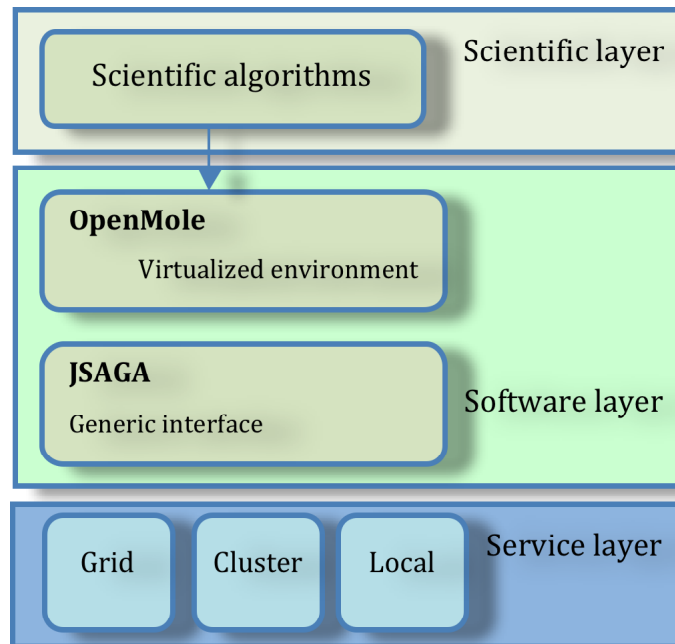 Scientific layer
Scientific algorithms
OpenMole
Virtualized environment
JSAGA
Generic interface
Software layer
Service layer
Grid
Cluster
Local